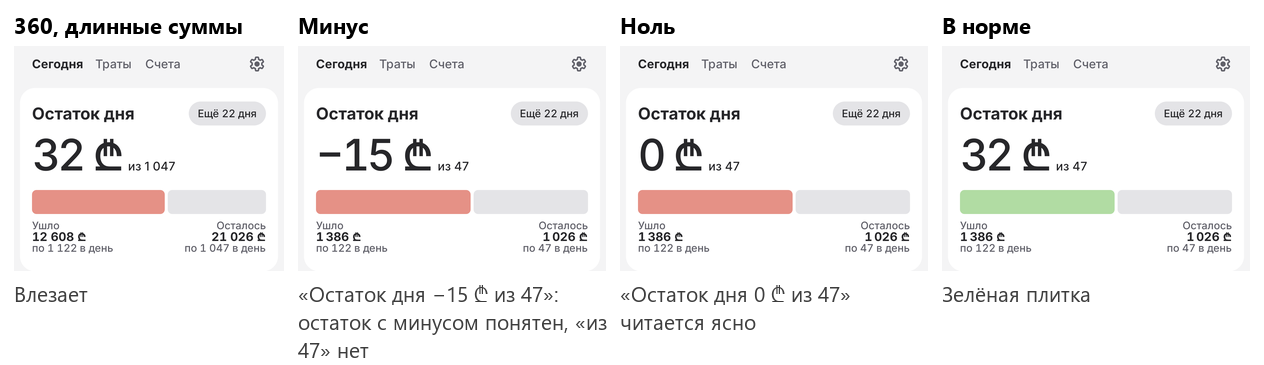 360, длинные суммы
Сегодня Траты Счета
Остаток дня Ещё 22 дня
32 ₾ из 1 047
Ушло Осталось
12 608 ₾ 21 026 ₾
по 1 122 в день по 1 047 в день
Влезает
Минус
Сегодня Траты Счета
Остаток дня Ещё 22 дня
−15 ₾ из 47
Ушло Осталось
1 386 ₾ 1 026 ₾
по 122 в день по 47 в день
«Остаток дня −15 ₾ из 47»:
остаток с минусом понятен, «из
47» нет
Ноль
Сегодня Траты Счета
Остаток дня Ещё 22 дня
0 ₾ из 47
Ушло Осталось
1 386 ₾ 1 026 ₾
по 122 в день по 47 в день
«Остаток дня 0 ₾ из 47»
читается ясно
В норме
Сегодня Траты Счета
Остаток дня Ещё 22 дня
32 ₾ из 47
Ушло Осталось
1 386 ₾ 1 026 ₾
по 122 в день по 47 в день
Зелёная плитка